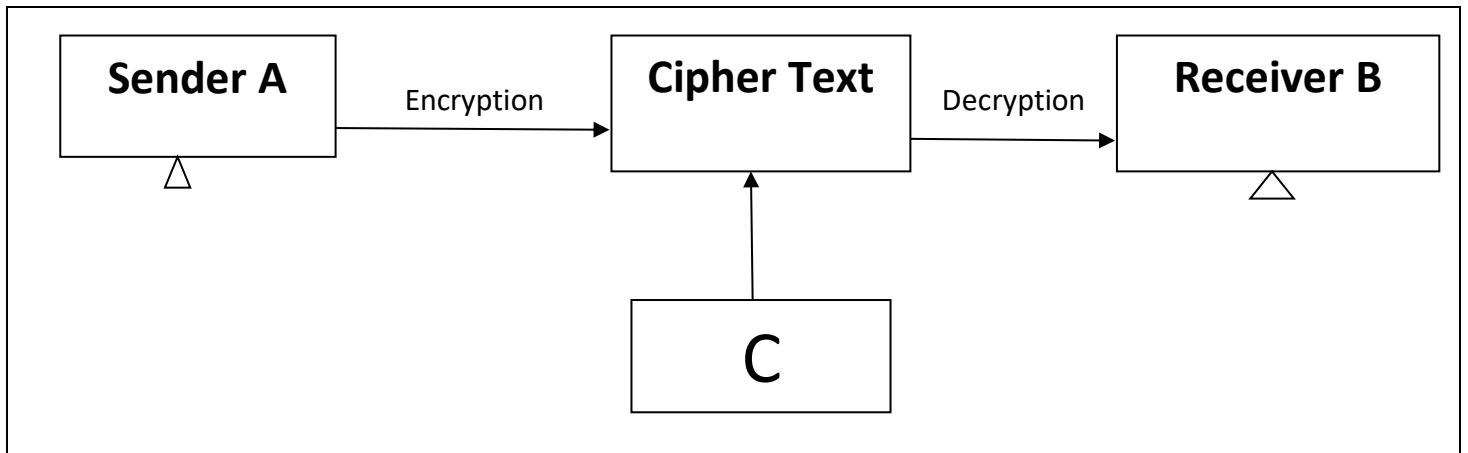 Sender A
Encryption
Cipher Text
Decryption
Receiver B
C